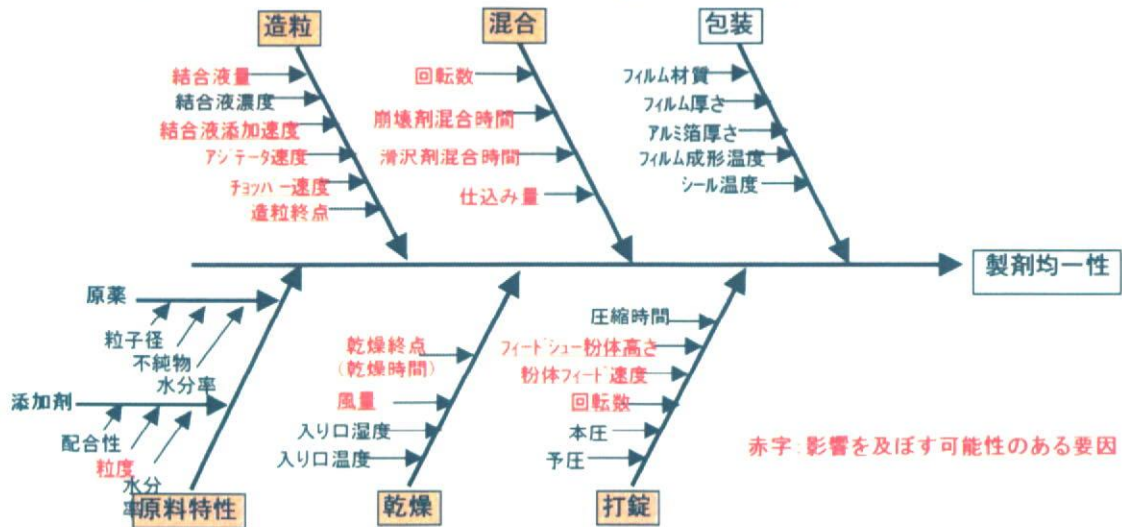 造粒
混合
包装
結合液量
結合液濃度
結合液添加速度
アジテータ速度
チョッパー速度
造粒終点
回転数
崩壊剤混合時間
滑沢剤混合時間
仕込み量
フィルム材質
フィルム厚さ
アルミ箔厚さ
フィルム成形温度
シール温度
製剤均一性
原薬
粒子径
不純物
水分率
添加剤
配合性
粒度
水分
率
原料特性
乾燥終点
(乾燥時間)
風量
入り口湿度
入り口温度
乾燥
圧縮時間
フィードシュー粉体高さ
粉体フィード速度
回転数
本圧
予圧
打錠
赤字:影響を及ぼす可能性のある要因